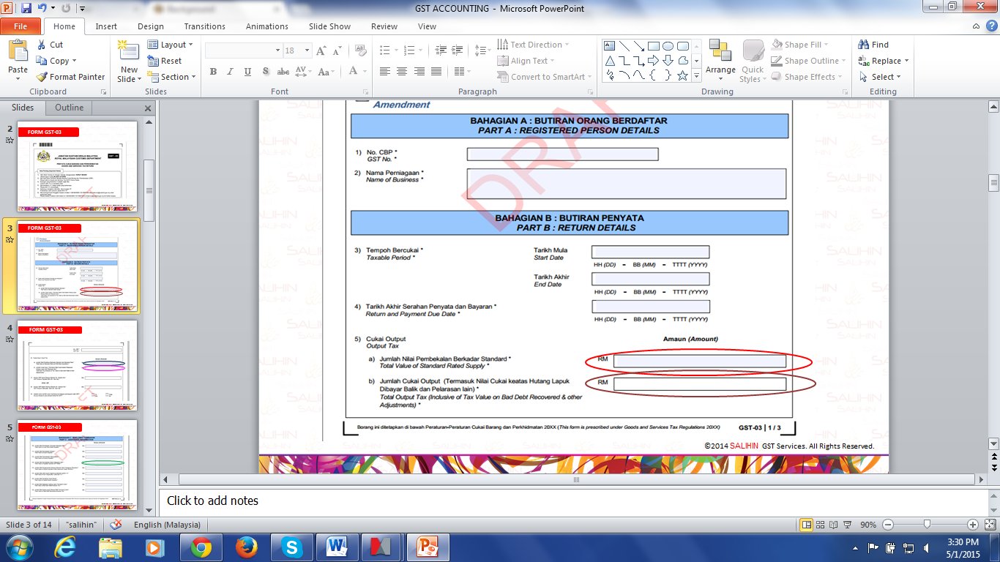 GST ACCOUNTING - Microsoft PowerPoint
File Home Insert Design Transitions Animations Slide Show Review View
Paste
Cut
Copy
Format Painter
Clipboard
New Slide
Layout
Reset
Section
Slides
18
B I U S abc AV Aa A
Font
Text Direction
Align Text
Convert to SmartArt
Paragraph
Arrange
Quick Styles
Shape Fill
Shape Outline
Shape Effects
Drawing
Find
Replace
Select
Editing
Slides Outline
2
FORM GST-03
JABATAN KASTAM DIRAJA MALAYSIA
ROYAL MALAYSIAN CUSTOMS DEPARTMENT
3
FORM GST-03
4
FORM GST-03
5
FORM GST-03
Amendment
DRAF
BAHAGIAN A : BUTIRAN ORANG BERDAFTAR
PART A : REGISTERED PERSON DETAILS
1) No. CBP *
GST No. *
2) Nama Perniagaan *
Name of Business *
BAHAGIAN B : BUTIRAN PENYATA
PART B : RETURN DETAILS
3) Tempoh Bercukai * Tarikh Mula
Taxable Period * Start Date
HH (DD) - BB (MM) - TTTT (YYYY)
Tarikh Akhir
End Date
HH (DD) - BB (MM) - TTTT (YYYY)
4) Tarikh Akhir Serahan Penyata dan Bayaran *
Return and Payment Due Date *
HH (DD) - BB (MM) - TTTT (YYYY)
5) Cukai Output Amaun (Amount)
Output Tax
a) Jumlah Nilai Pembekalan Berkadar Standard * RM
Total Value of Standard Rated Supply *
b) Jumlah Cukai Output (Termasuk Nilai Cukai keatas Hutang Lapuk RM
Dibayar Balik dan Pelarasan lain) *
Total Output Tax (Inclusive of Tax Value on Bad Debt Recovered & other
Adjustments) *
Borang ini ditetapkan di bawah Peraturan-Peraturan Cukai Barang dan Perkhidmatan 20XX (This form is prescribed under Goods and Services Tax Regulations 20XX) GST-03 | 1 / 3
©2014 SALIHIN GST Services. All Rights Reserved.
Click to add notes
Slide 3 of 14 "salihin" English (Malaysia) 90%
3:30 PM
5/1/2015